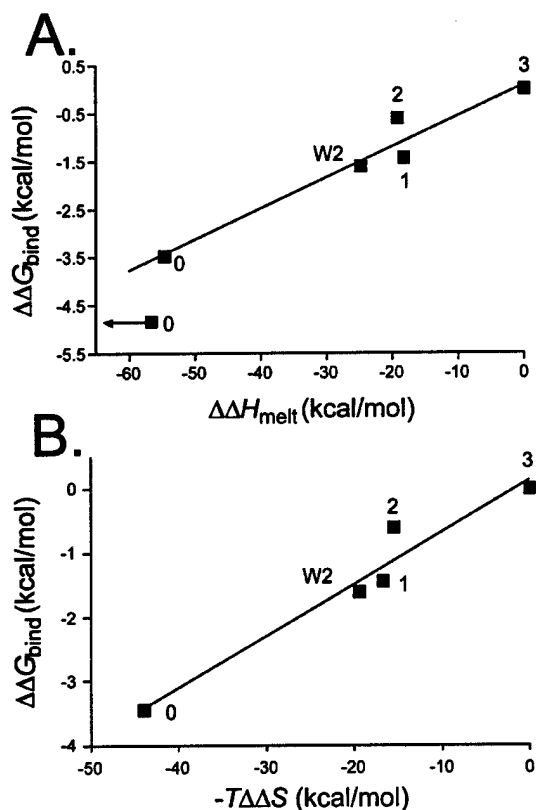 A.
0.5
-0.5
-1.5
-2.5
-3.5
-4.5
-5.5
ΔΔGbind (kcal/mol)
3
2
W2
1
0
0
-60 -50 -40 -30 -20 -10 0
ΔΔHmelt (kcal/mol)
B.
0
-1
-2
-3
-4
ΔΔGbind (kcal/mol)
3
2
W2
1
0
-50 -40 -30 -20 -10 0
-TΔΔS (kcal/mol)